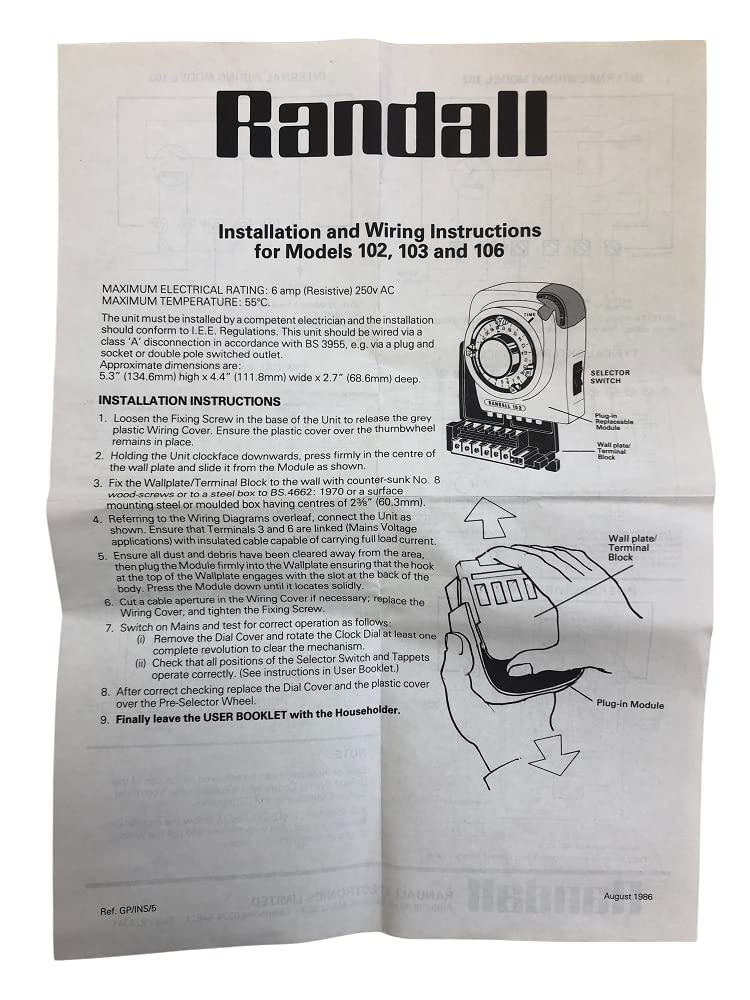 Randall
Installation and Wiring Instructions
for Models 102, 103 and 106
MAXIMUM ELECTRICAL RATING: 6 amp (Resistive) 250v AC
MAXIMUM TEMPERATURE: 55°C.
The unit must be installed by a competent electrician and the installation
should conform to I.E.E. Regulations. This unit should be wired via a
class ‘A’ disconnection in accordance with BS 3955, e.g. via a plug and
socket or double pole switched outlet.
Approximate dimensions are:
5.3” (134.6mm) high x 4.4” (111.8mm) wide x 2.7” (68.6mm) deep.
INSTALLATION INSTRUCTIONS
1. Loosen the Fixing Screw in the base of the Unit to release the grey
plastic Wiring Cover. Ensure the plastic cover over the thumbwheel
remains in place.
2. Holding the Unit clockface downwards, press firmly in the centre of
the wall plate and slide it from the Module as shown.
3. Fix the Wallplate/Terminal Block to the wall with counter-sunk No. 8
wood-screws or to a steel box to BS.4662: 1970 or a surface
mounting steel or moulded box having centres of 2⅜” (60.3mm).
4. Referring to the Wiring Diagrams overleaf, connect the Unit as
shown. Ensure that Terminals 3 and 6 are linked (Mains Voltage
applications) with insulated cable capable of carrying full load current.
5. Ensure all dust and debris have been cleared away from the area,
then plug the Module firmly into the Wallplate ensuring that the hook
at the top of the Wallplate engages with the slot at the back of the
body. Press the Module down until it locates solidly.
6. Cut a cable aperture in the Wiring Cover if necessary; replace the
Wiring Cover, and tighten the Fixing Screw.
7. Switch on Mains and test for correct operation as follows:
(i) Remove the Dial Cover and rotate the Clock Dial at least one
complete revolution to clear the mechanism.
(ii) Check that all positions of the Selector Switch and Tappets
operate correctly. (See instructions in User Booklet.)
8. After correct checking replace the Dial Cover and the plastic cover
over the Pre-Selector Wheel.
9. Finally leave the USER BOOKLET with the Householder.
TIME
SELECTOR
SWITCH
RANDALL 103
Plug-in
Replaceable
Module
Wall plate/
Terminal
Block
Wall plate/
Terminal
Block
Plug-in Module
Ref. GP/INS/5
August 1986